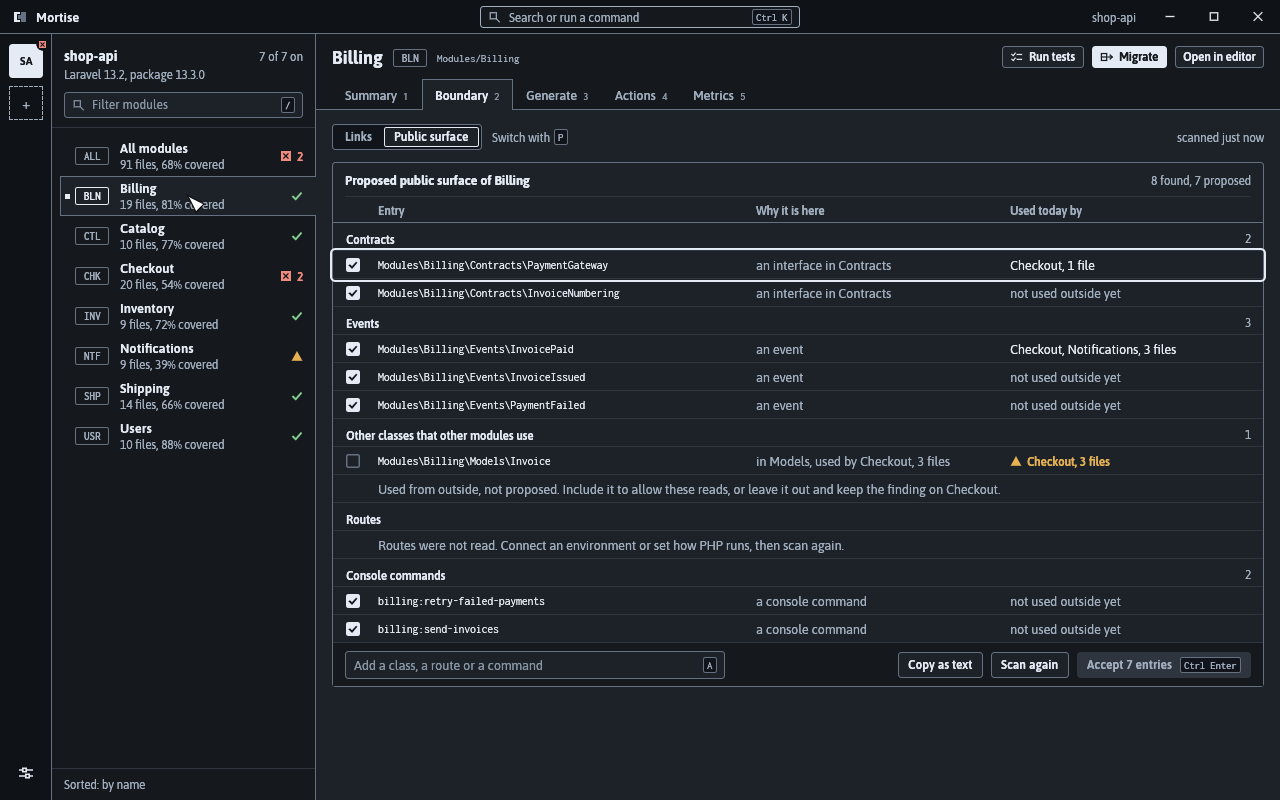 Mortise
Search or run a command
Ctrl K
shop-api
SA
+
shop-api
7 of 7 on
Laravel 13.2, package 13.3.0
Filter modules
/
ALL
All modules
91 files, 68% covered
2
BLN
Billing
19 files, 81% covered
CTL
Catalog
10 files, 77% covered
CHK
Checkout
20 files, 54% covered
2
INV
Inventory
9 files, 72% covered
NTF
Notifications
9 files, 39% covered
SHP
Shipping
14 files, 66% covered
USR
Users
10 files, 88% covered
Sorted: by name
Billing
BLN
Modules/Billing
Run tests
Migrate
Open in editor
Summary 1
Boundary 2
Generate 3
Actions 4
Metrics 5
Links
Public surface
Switch with P
scanned just now
Proposed public surface of Billing
8 found, 7 proposed
Entry
Why it is here
Used today by
Contracts
2
Modules\Billing\Contracts\PaymentGateway
an interface in Contracts
Checkout, 1 file
Modules\Billing\Contracts\InvoiceNumbering
an interface in Contracts
not used outside yet
Events
3
Modules\Billing\Events\InvoicePaid
an event
Checkout, Notifications, 3 files
Modules\Billing\Events\InvoiceIssued
an event
not used outside yet
Modules\Billing\Events\PaymentFailed
an event
not used outside yet
Other classes that other modules use
1
Modules\Billing\Models\Invoice
in Models, used by Checkout, 3 files
Checkout, 3 files
Used from outside, not proposed. Include it to allow these reads, or leave it out and keep the finding on Checkout.
Routes
Routes were not read. Connect an environment or set how PHP runs, then scan again.
Console commands
2
billing:retry-failed-payments
a console command
not used outside yet
billing:send-invoices
a console command
not used outside yet
Add a class, a route or a command
A
Copy as text
Scan again
Accept 7 entries
Ctrl Enter